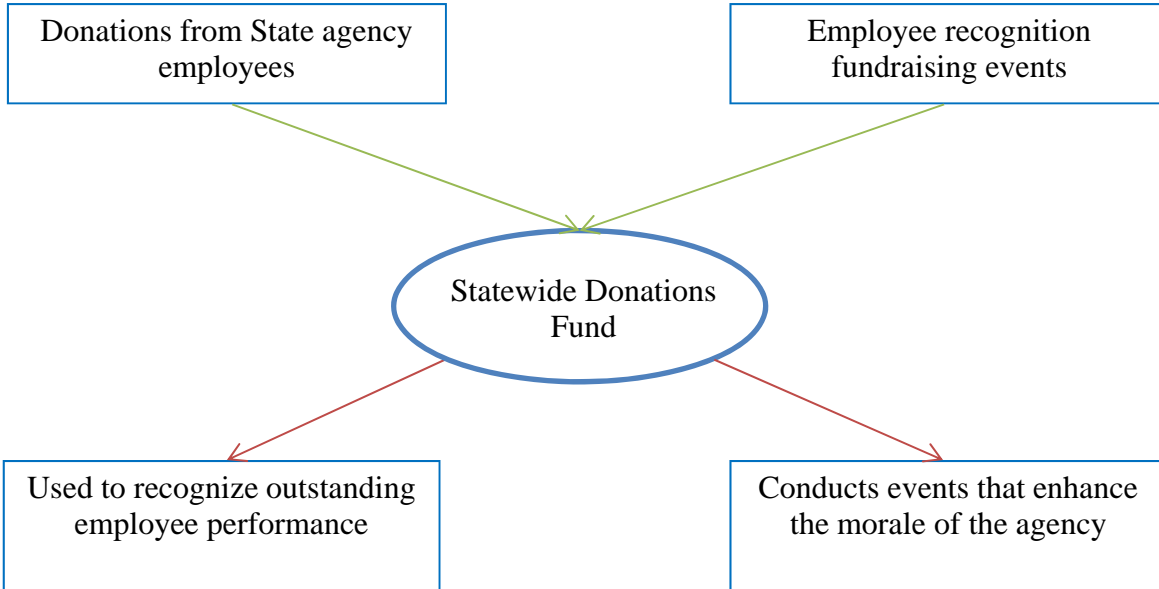 Donations from State agency
employees
Employee recognition
fundraising events
Statewide Donations
Fund
Used to recognize outstanding
employee performance
Conducts events that enhance
the morale of the agency